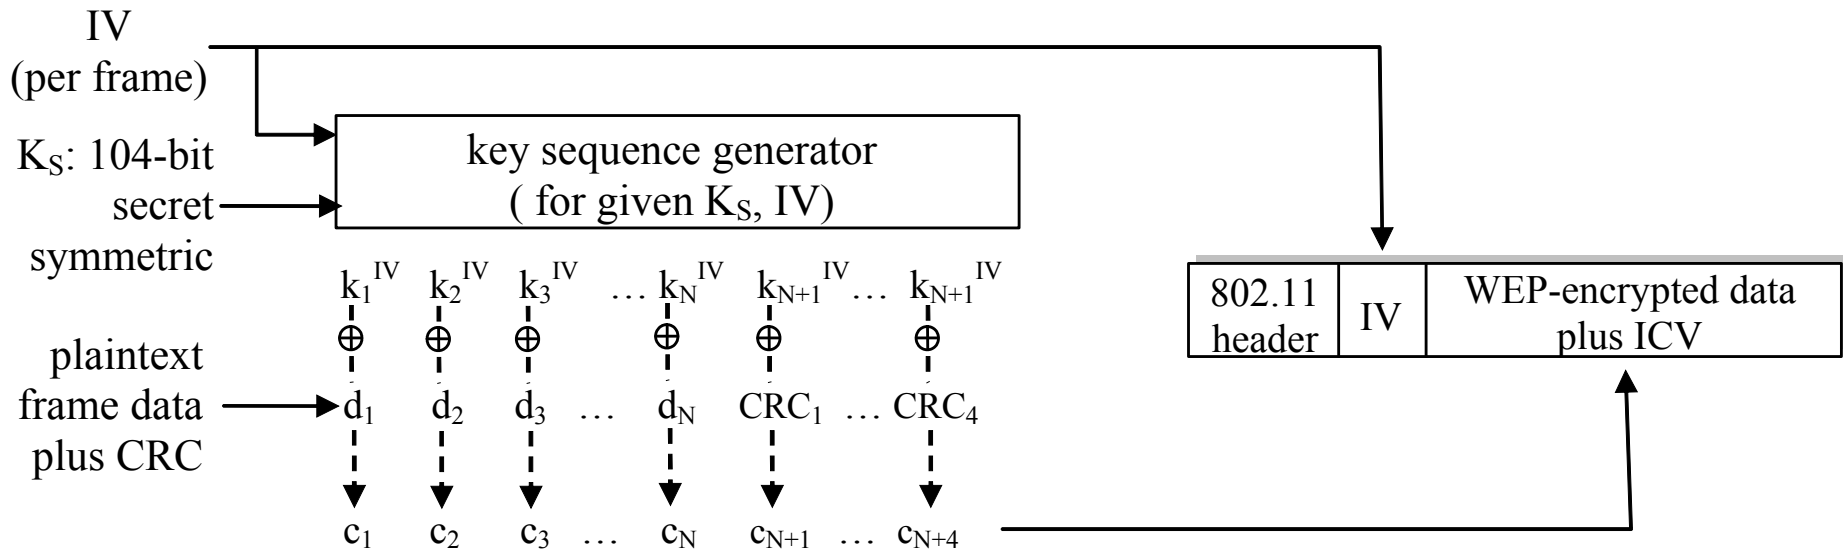 IV
(per frame)
K_S: 104-bit
secret
symmetric
key sequence generator
( for given K_S, IV)
k_1^IV k_2^IV k_3^IV … k_N^IV k_N+1^IV … k_N+1^IV
802.11
header
IV
WEP-encrypted data
plus ICV
plaintext
frame data
plus CRC
d_1 d_2 d_3 … d_N CRC_1 … CRC_4
c_1 c_2 c_3 … c_N c_N+1 … c_N+4